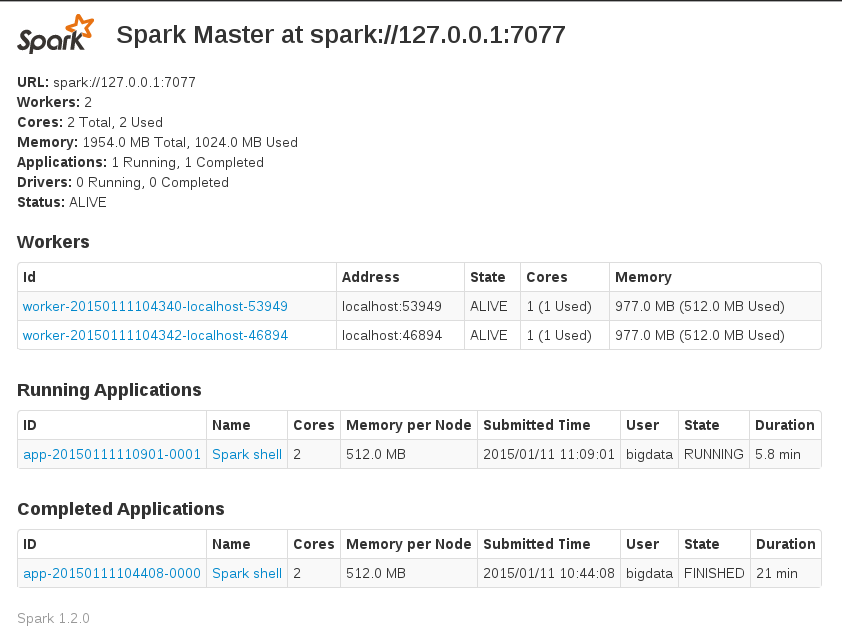 Spark Spark Master at spark://127.0.0.1:7077
URL: spark://127.0.0.1:7077
Workers: 2
Cores: 2 Total, 2 Used
Memory: 1954.0 MB Total, 1024.0 MB Used
Applications: 1 Running, 1 Completed
Drivers: 0 Running, 0 Completed
Status: ALIVE
Workers
Id Address State Cores Memory
worker-20150111104340-localhost-53949 localhost:53949 ALIVE 1 (1 Used) 977.0 MB (512.0 MB Used)
worker-20150111104342-localhost-46894 localhost:46894 ALIVE 1 (1 Used) 977.0 MB (512.0 MB Used)
Running Applications
ID Name Cores Memory per Node Submitted Time User State Duration
app-20150111110901-0001 Spark shell 2 512.0 MB 2015/01/11 11:09:01 bigdata RUNNING 5.8 min
Completed Applications
ID Name Cores Memory per Node Submitted Time User State Duration
app-20150111104408-0000 Spark shell 2 512.0 MB 2015/01/11 10:44:08 bigdata FINISHED 21 min
Spark 1.2.0